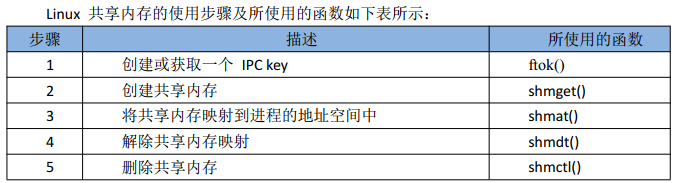 Linux 共享内存的使用步骤及所使用的函数如下表所示：
步骤 描述 所使用的函数
1 创建或获取一个 IPC key ftok()
2 创建共享内存 shmget()
3 将共享内存映射到进程的地址空间中 shmat()
4 解除共享内存映射 shmdt()
5 删除共享内存 shmctl()